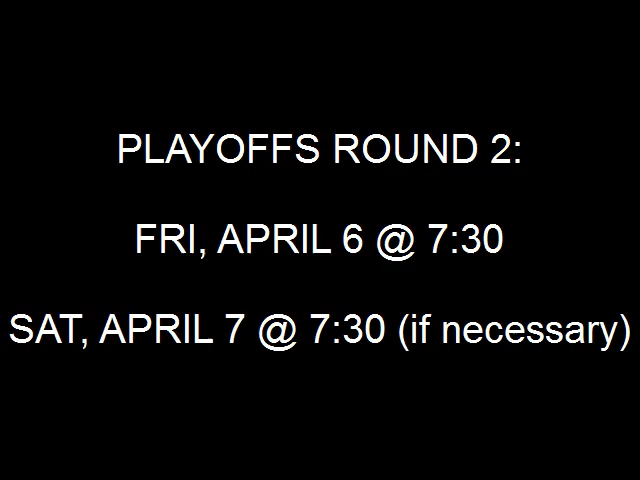 PLAYOFFS ROUND 2:
FRI, APRIL 6 @ 7:30
SAT, APRIL 7 @ 7:30 (if necessary)